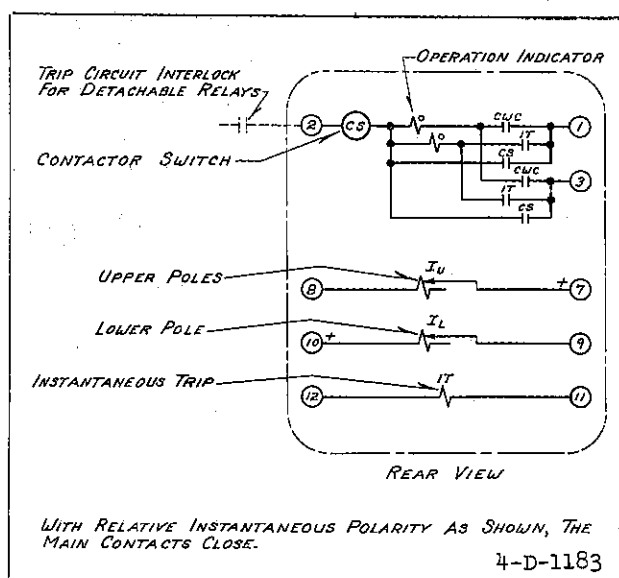 OPERATION INDICATOR
TRIP CIRCUIT INTERLOCK
FOR DETACHABLE RELAYS
2 CS CWC 1
IT
CONTACTOR SWITCH
CS
CWC
3
IT
CS
UPPER POLES
IU
8 + 7
LOWER POLE
IL
10 + 9
INSTANTANEOUS TRIP
IT
12 11
REAR VIEW
WITH RELATIVE INSTANTANEOUS POLARITY AS SHOWN, THE
MAIN CONTACTS CLOSE.
4-D-1183